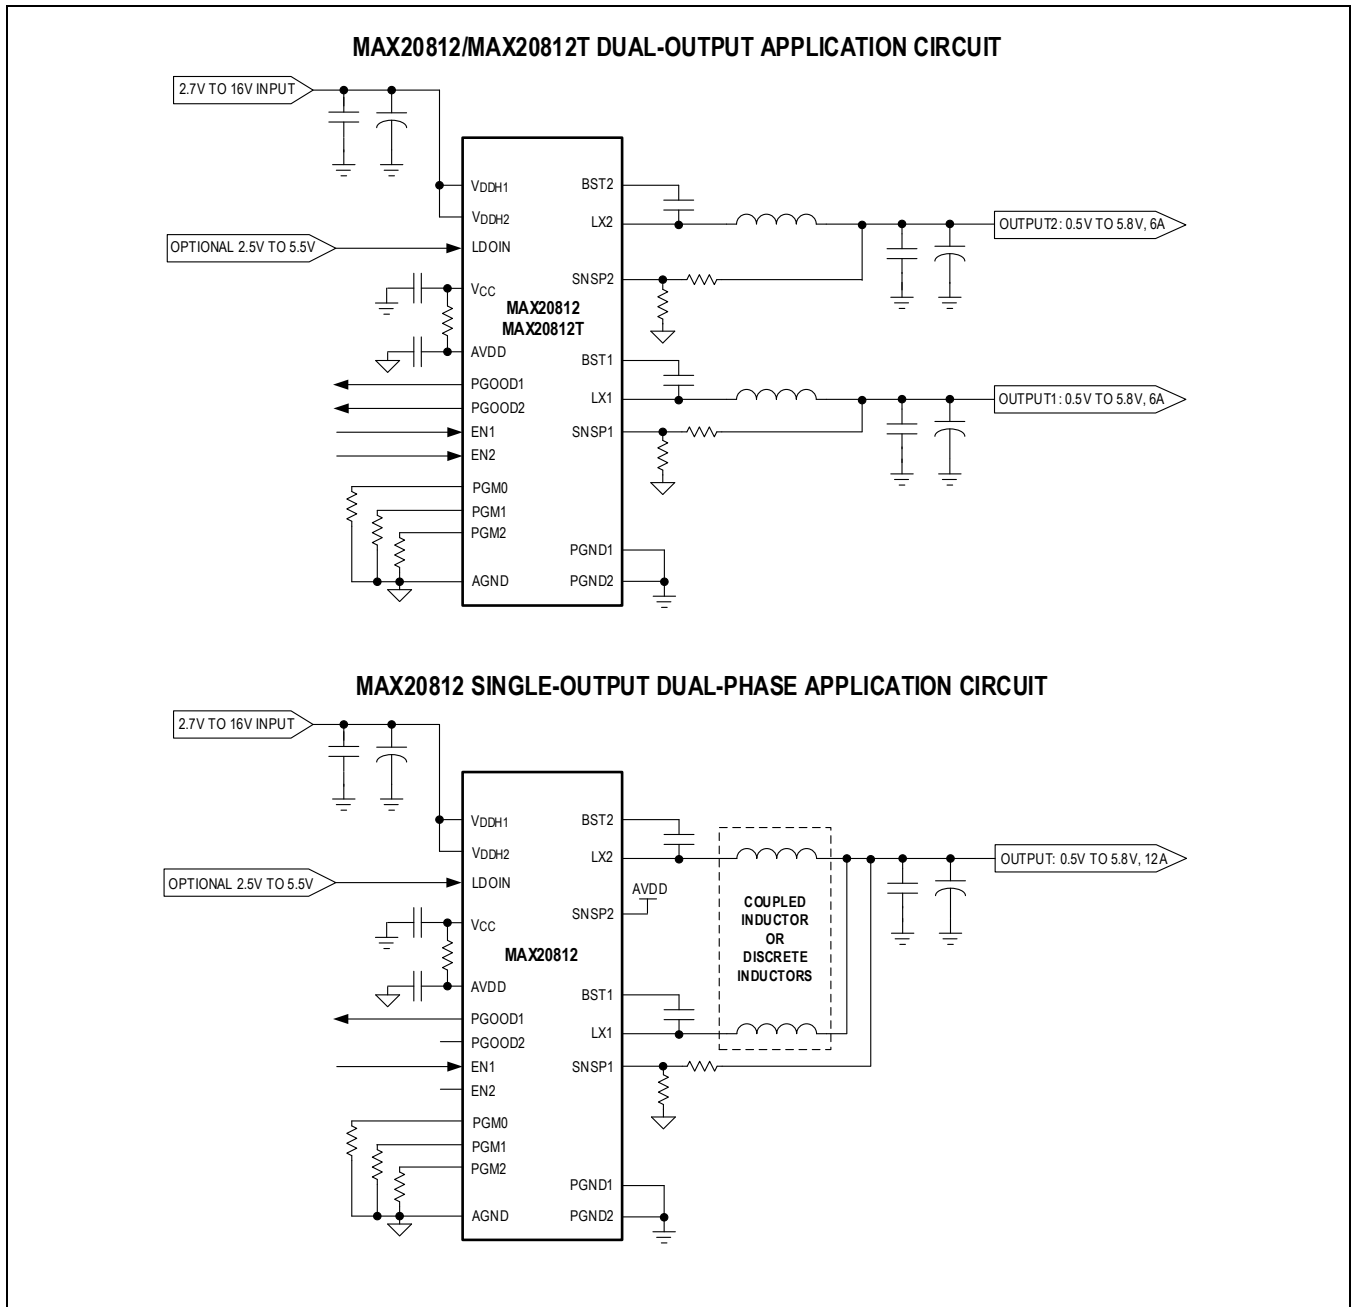 MAX20812/MAX20812T DUAL-OUTPUT APPLICATION CIRCUIT
2.7V TO 16V INPUT
VDDH1
VDDH2
OPTIONAL 2.5V TO 5.5V
LDOIN
VCC
AVDD
PGOOD1
PGOOD2
EN1
EN2
PGM0
PGM1
PGM2
AGND
MAX20812
MAX20812T
BST2
LX2
SNSP2
BST1
LX1
SNSP1
PGND1
PGND2
OUTPUT2: 0.5V TO 5.8V, 6A
OUTPUT1: 0.5V TO 5.8V, 6A
MAX20812 SINGLE-OUTPUT DUAL-PHASE APPLICATION CIRCUIT
2.7V TO 16V INPUT
VDDH1
VDDH2
OPTIONAL 2.5V TO 5.5V
LDOIN
VCC
AVDD
PGOOD1
PGOOD2
EN1
EN2
PGM0
PGM1
PGM2
AGND
MAX20812
BST2
LX2
AVDD
SNSP2
BST1
LX1
SNSP1
PGND1
PGND2
COUPLED
INDUCTOR
OR
DISCRETE
INDUCTORS
OUTPUT: 0.5V TO 5.8V, 12A